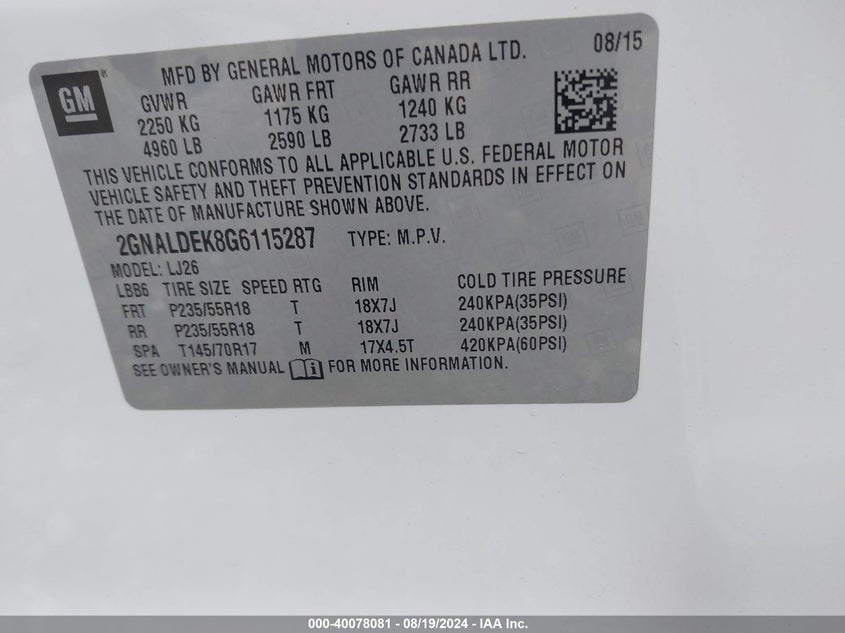 GM
MFD BY GENERAL MOTORS OF CANADA LTD. 08/15
GVWR GAWR FRT GAWR RR
2250 KG 1175 KG 1240 KG
4960 LB 2590 LB 2733 LB
THIS VEHICLE CONFORMS TO ALL APPLICABLE U.S. FEDERAL MOTOR
VEHICLE SAFETY AND THEFT PREVENTION STANDARDS IN EFFECT ON
THE DATE OF MANUFACTURE SHOWN ABOVE.
2GNALDEK8G6115287 TYPE: M.P.V.
MODEL: LJ26
LBB6 TIRE SIZE SPEED RTG RIM COLD TIRE PRESSURE
FRT P235/55R18 T 18X7J 240KPA(35PSI)
RR P235/55R18 T 18X7J 240KPA(35PSI)
SPA T145/70R17 M 17X4.5T 420KPA(60PSI)
SEE OWNER'S MANUAL FOR MORE INFORMATION.
000-40078081 - 08/19/2024 - IAA Inc.